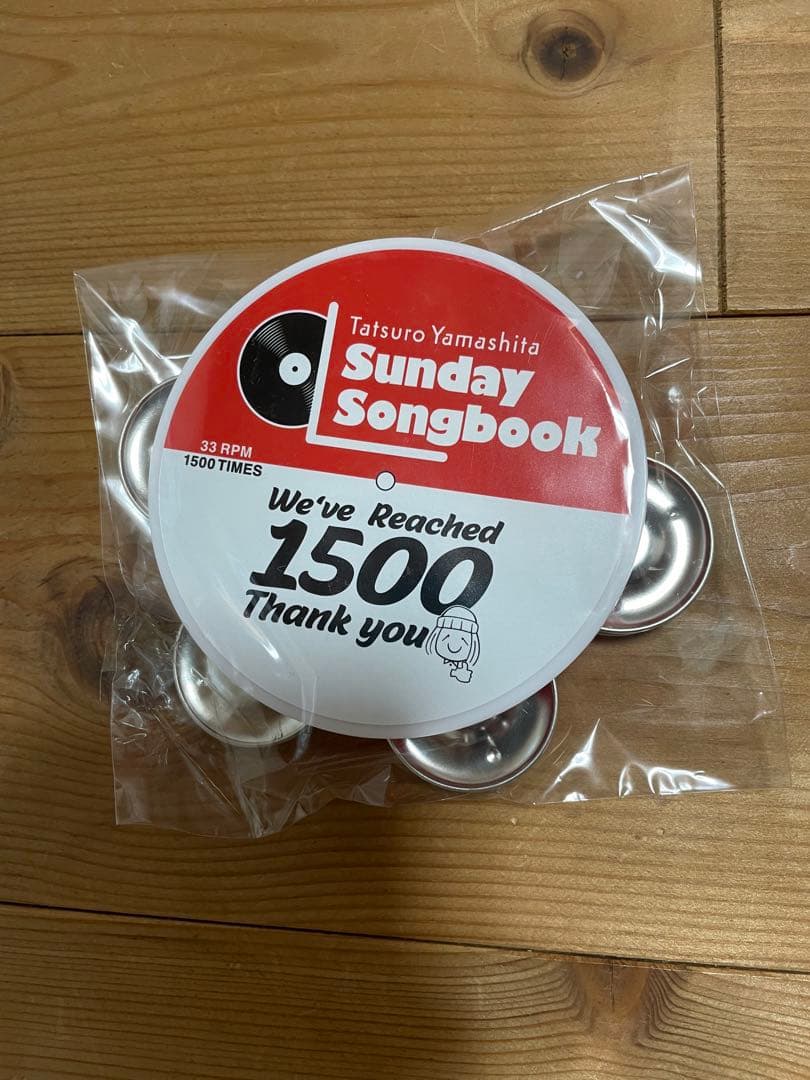 Tatsuro Yamashita
Sunday
Songbook
33 RPM
1500 TIMES
We've Reached
1500
Thank you